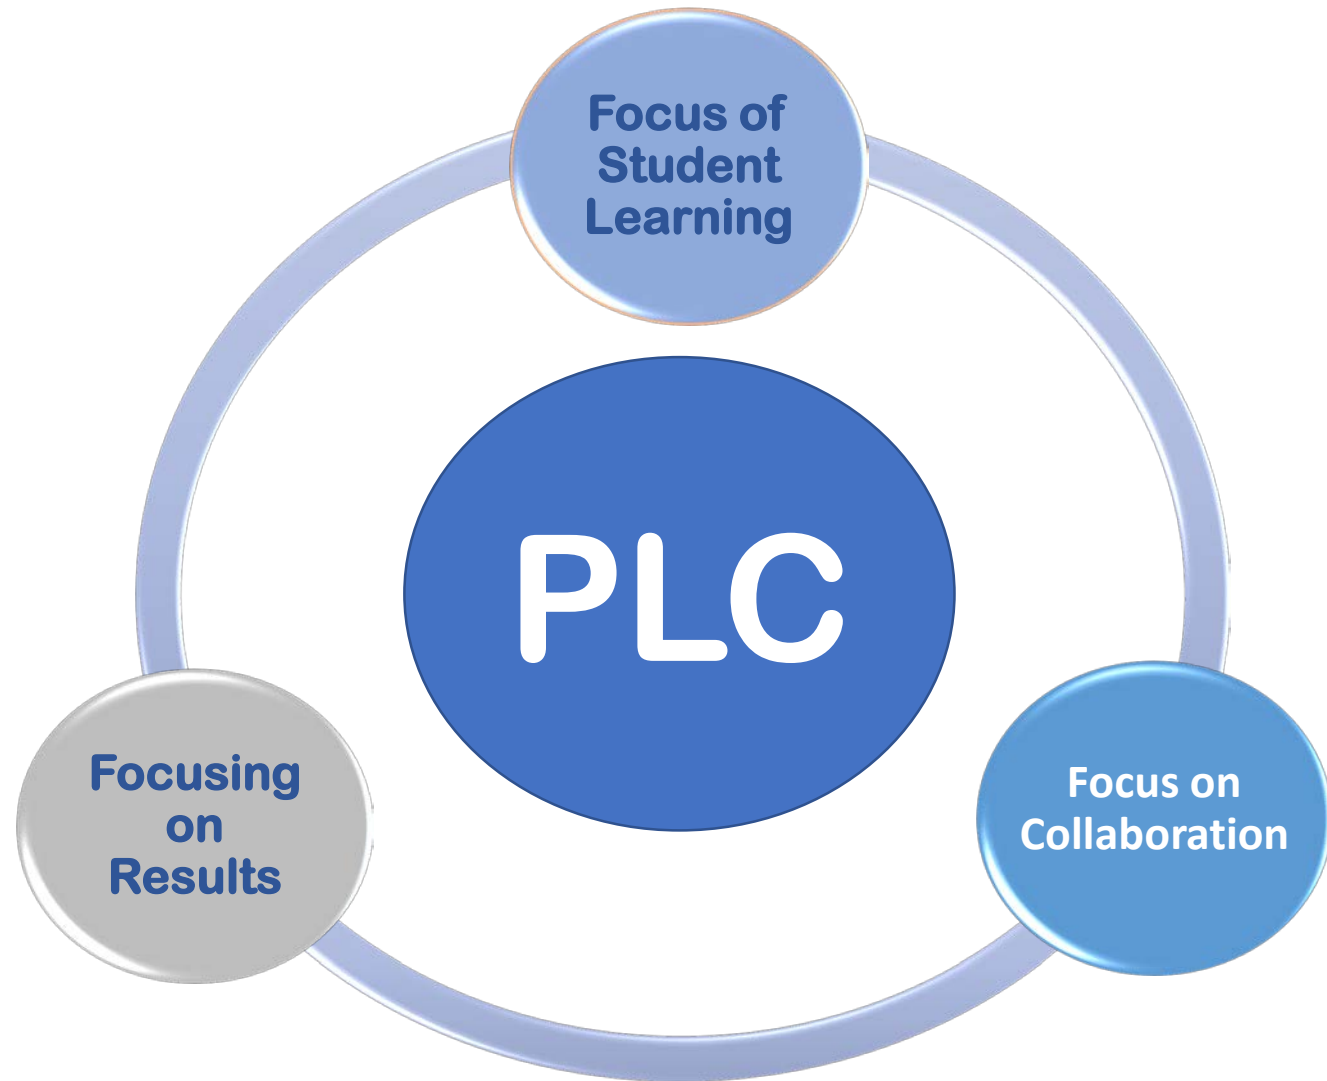 Focus of
Student
Learning
PLC
Focusing
on
Results
Focus on
Collaboration